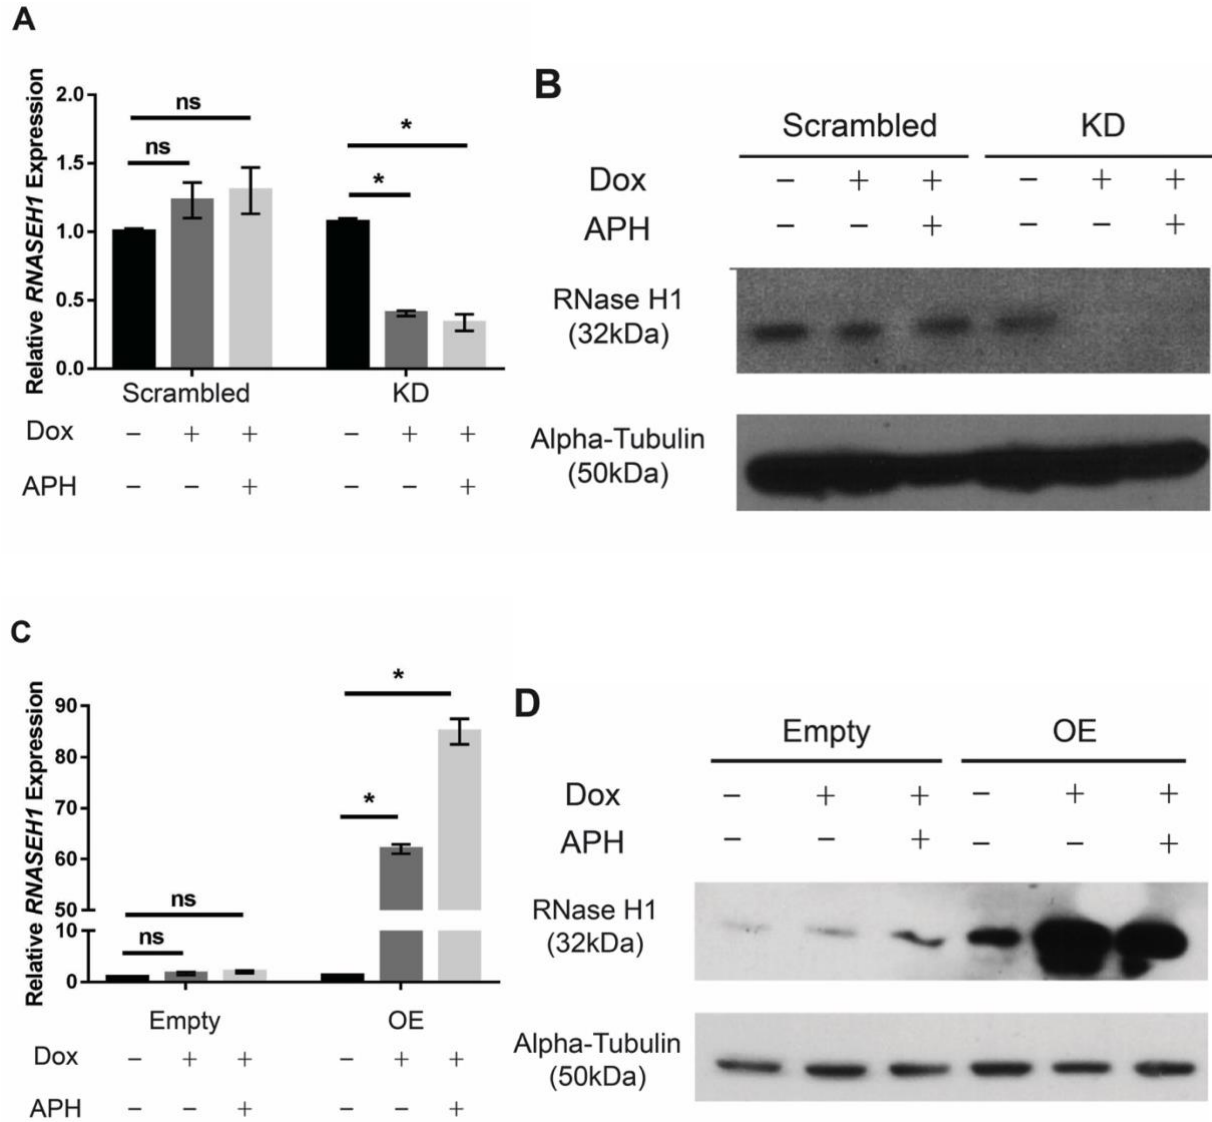 A
Relative RNASEH1 Expression
2.0
1.5
1.0
0.5
0.0
ns
ns
*
*
Scrambled KD
Dox − + + − + +
APH − − + − − +
B
Scrambled KD
Dox − + + − + +
APH − − + − − +
RNase H1
(32kDa)
Alpha-Tubulin
(50kDa)
C
Relative RNASEH1 Expression
90
80
70
60
50
10
0
ns
ns
*
*
Empty OE
Dox − + + − + +
APH − − + − − +
D
Empty OE
Dox − + + − + +
APH − − + − − +
RNase H1
(32kDa)
Alpha-Tubulin
(50kDa)